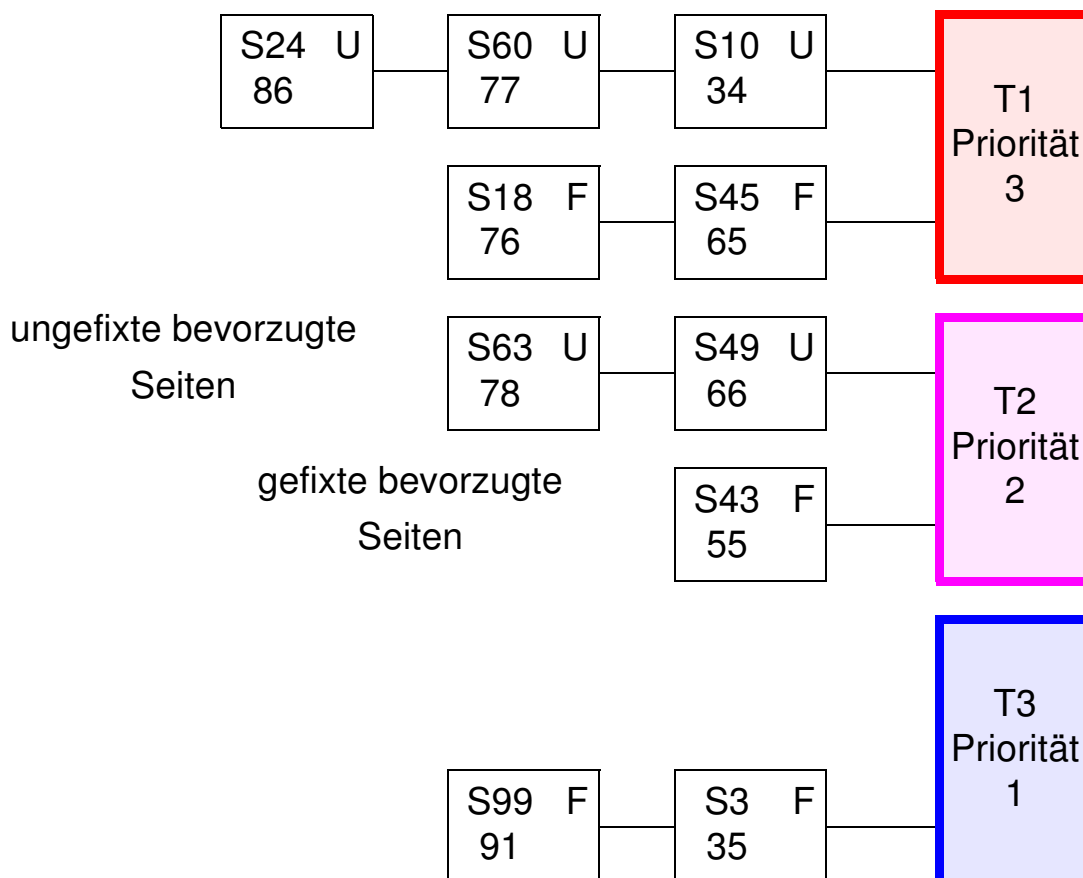 S24 U
86
S60 U
77
S10 U
34
T1
Priorität
3
S18 F
76
S45 F
65
ungefixte bevorzugte
Seiten
S63 U
78
S49 U
66
T2
Priorität
2
gefixte bevorzugte
Seiten
S43 F
55
T3
Priorität
1
S99 F
91
S3 F
35